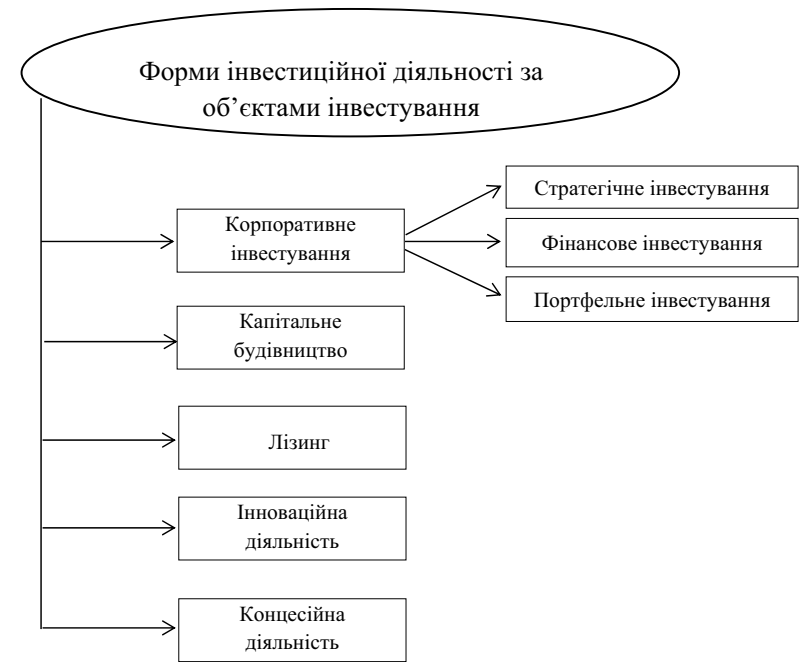 Форми інвестиційної діяльності за
об’єктами інвестування
Корпоративне
інвестування
Стратегічне інвестування
Фінансове інвестування
Портфельне інвестування
Капітальне
будівництво
Лізинг
Інноваційна
діяльність
Концесійна
діяльність